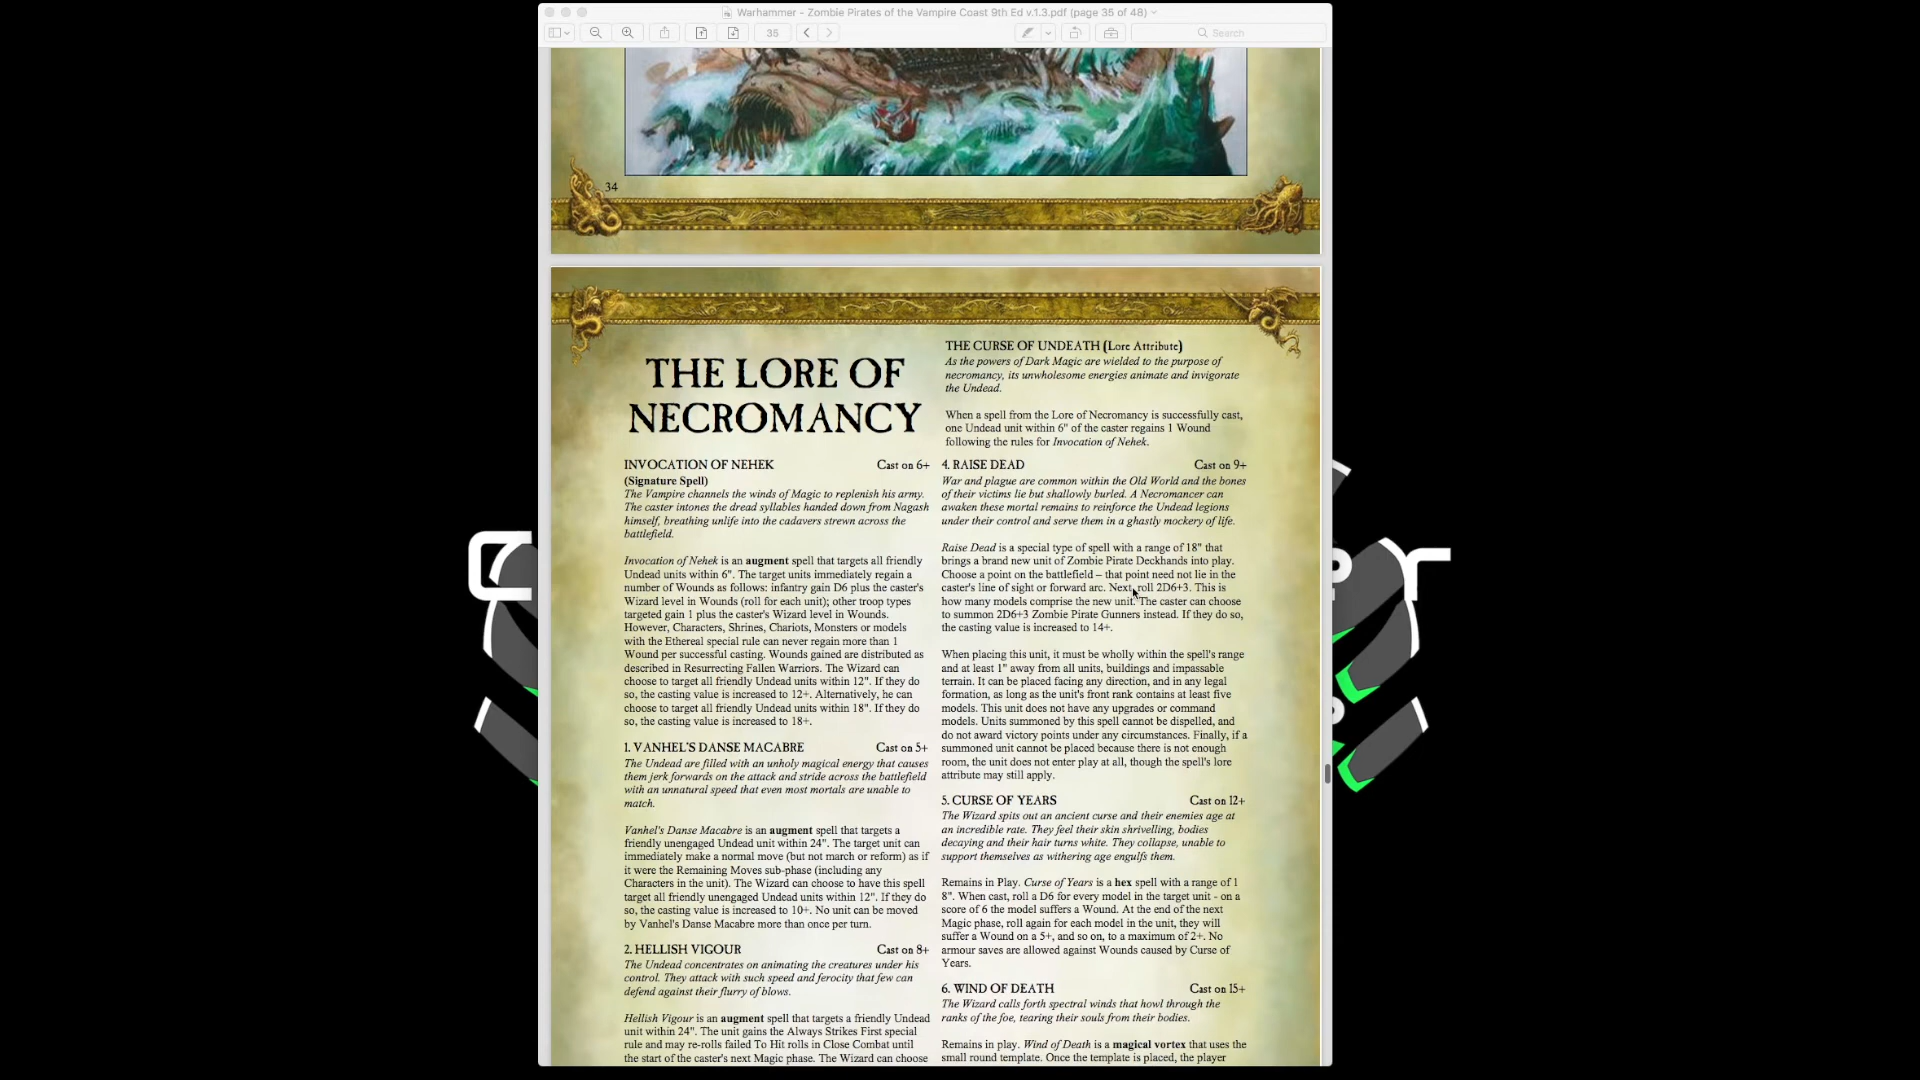 Warhammer - Zombie Pirates of the Vampire Coast 9th Ed v.1.3.pdf (page 35 of 48)
35
Search
34
THE LORE OF
NECROMANCY
INVOCATION OF NEHEK Cast on 6+
(Signature Spell)
The Vampire channels the winds of Magic to replenish his army.
The caster intones the dread syllables handed down from Nagash
himself, breathing unlife into the cadavers strewn across the
battlefield.
Invocation of Nehek is an augment spell that targets all friendly
Undead units within 6". The target units immediately regain a
number of Wounds as follows: infantry gain D6 plus the caster's
Wizard level in Wounds (roll for each unit); other troop types
targeted gain 1 plus the caster's Wizard level in Wounds.
However, Characters, Shrines, Chariots, Monsters or models
with the Ethereal special rule can never regain more than 1
Wound per successful casting. Wounds gained are distributed as
described in Resurrecting Fallen Warriors. The Wizard can
choose to target all friendly Undead units within 12". If they do
so, the casting value is increased to 12+. Alternatively, he can
choose to target all friendly Undead units within 18". If they do
so, the casting value is increased to 18+.
1. VANHEL'S DANSE MACABRE Cast on 5+
The Undead are filled with an unholy magical energy that causes
them jerk forwards on the attack and stride across the battlefield
with an unnatural speed that even most mortals are unable to
match.
Vanhel's Danse Macabre is an augment spell that targets a
friendly unengaged Undead unit within 24". The target unit can
immediately make a normal move (but not march or reform) as if
it were the Remaining Moves sub-phase (including any
Characters in the unit). The Wizard can choose to have this spell
target all friendly unengaged Undead units within 12". If they do
so, the casting value is increased to 10+. No unit can be moved
by Vanhel's Danse Macabre more than once per turn.
2. HELLISH VIGOUR Cast on 8+
The Undead concentrates on animating the creatures under his
control. They attack with such speed and ferocity that few can
defend against their flurry of blows.
Hellish Vigour is an augment spell that targets a friendly Undead
unit within 24". The unit gains the Always Strikes First special
rule and may re-rolls failed To Hit rolls in Close Combat until
the start of the caster's next Magic phase. The Wizard can choose
THE CURSE OF UNDEATH (Lore Attribute)
As the powers of Dark Magic are wielded to the purpose of
necromancy, its unwholesome energies animate and invigorate
the Undead.
When a spell from the Lore of Necromancy is successfully cast,
one Undead unit within 6" of the caster regains 1 Wound
following the rules for Invocation of Nehek.
4. RAISE DEAD Cast on 9+
War and plague are common within the Old World and the bones
of their victims lie but shallowly buried. A Necromancer can
awaken these mortal remains to reinforce the Undead legions
under their control and serve them in a ghastly mockery of life.
Raise Dead is a special type of spell with a range of 18" that
brings a brand new unit of Zombie Pirate Deckhands into play.
Choose a point on the battlefield – that point need not lie in the
caster's line of sight or forward arc. Next, roll 2D6+3. This is
how many models comprise the new unit. The caster can choose
to summon 2D6+3 Zombie Pirate Gunners instead. If they do so,
the casting value is increased to 14+.
When placing this unit, it must be wholly within the spell's range
and at least 1" away from all units, buildings and impassable
terrain. It can be placed facing any direction, and in any legal
formation, as long as the unit's front rank contains at least five
models. This unit does not have any upgrades or command
models. Units summoned by this spell cannot be dispelled, and
do not award victory points under any circumstances. Finally, if a
summoned unit cannot be placed because there is not enough
room, the unit does not enter play at all, though the spell's lore
attribute may still apply.
5. CURSE OF YEARS Cast on 12+
The Wizard spits out an ancient curse and their enemies age at
an incredible rate. They feel their skin shrivelling, bodies
decaying and their hair turns white. They collapse, unable to
support themselves as withering age engulfs them.
Remains in Play. Curse of Years is a hex spell with a range of 1
8". When cast, roll a D6 for every model in the target unit - on a
score of 6 the model suffers a Wound. At the end of the next
Magic phase, roll again for each model in the unit, they will
suffer a Wound on a 5+, and so on, to a maximum of 2+. No
armour saves are allowed against Wounds caused by Curse of
Years.
6. WIND OF DEATH Cast on 15+
The Wizard calls forth spectral winds that howl through the
ranks of the foe, tearing their souls from their bodies.
Remains in play. Wind of Death is a magical vortex that uses the
small round template. Once the template is placed, the player